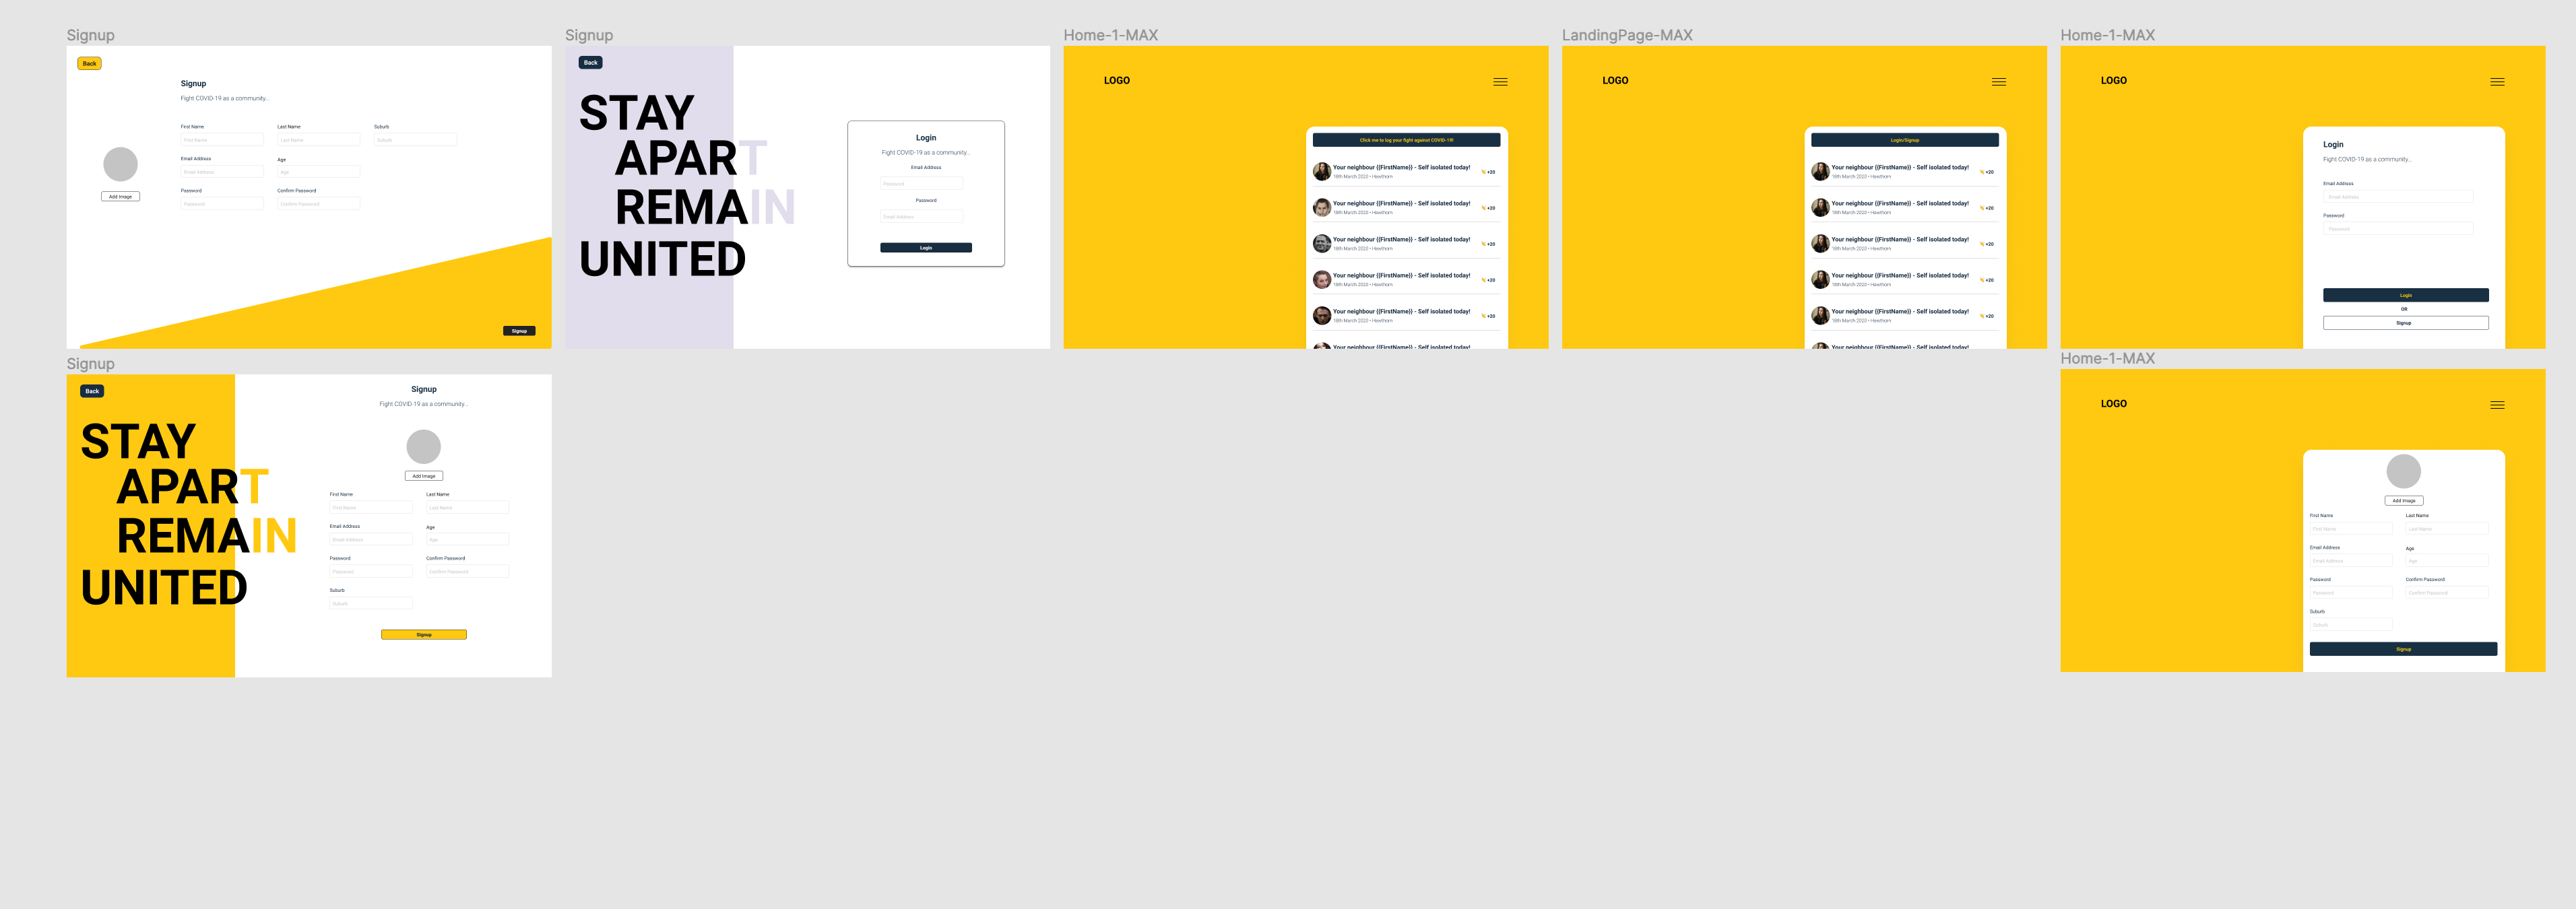 Signup
Back
Signup
Fight COVID-19 as a community...
First Name
Last Name
Suburb
First Name
Last Name
Suburb
Email Address
Age
Email Address
Age
Add Image
Password
Confirm Password
Password
Confirm Password
Signup
Signup
Back
STAY
APART
REMAIN
UNITED
Login
Fight COVID-19 as a community...
Email Address
Password
Password
Email Address
Login
Home-1-MAX
LOGO
Click me to log your fight against COVID-19!
Your neighbour {{FirstName}} - Self isolated today!
18th March 2020 • Hawthorn
+20
Your neighbour {{FirstName}} - Self isolated today!
18th March 2020 • Hawthorn
+20
Your neighbour {{FirstName}} - Self isolated today!
18th March 2020 • Hawthorn
+20
Your neighbour {{FirstName}} - Self isolated today!
18th March 2020 • Hawthorn
+20
Your neighbour {{FirstName}} - Self isolated today!
18th March 2020 • Hawthorn
+20
Your neighbour {{FirstName}} - Self isolated today!
LandingPage-MAX
LOGO
Login/Signup
Your neighbour {{FirstName}} - Self isolated today!
18th March 2020 • Hawthorn
+20
Your neighbour {{FirstName}} - Self isolated today!
18th March 2020 • Hawthorn
+20
Your neighbour {{FirstName}} - Self isolated today!
18th March 2020 • Hawthorn
+20
Your neighbour {{FirstName}} - Self isolated today!
18th March 2020 • Hawthorn
+20
Your neighbour {{FirstName}} - Self isolated today!
18th March 2020 • Hawthorn
+20
Your neighbour {{FirstName}} - Self isolated today!
Home-1-MAX
LOGO
Login
Fight COVID-19 as a community...
Email Address
Email Address
Password
Password
Login
OR
Signup
Signup
Back
STAY
APART
REMAIN
UNITED
Signup
Fight COVID-19 as a community...
Add Image
First Name
Last Name
First Name
Last Name
Email Address
Age
Email Address
Age
Password
Confirm Password
Password
Confirm Password
Suburb
Suburb
Signup
Home-1-MAX
LOGO
Add Image
First Name
Last Name
First Name
Last Name
Email Address
Age
Email Address
Age
Password
Confirm Password
Password
Confirm Password
Suburb
Suburb
Signup